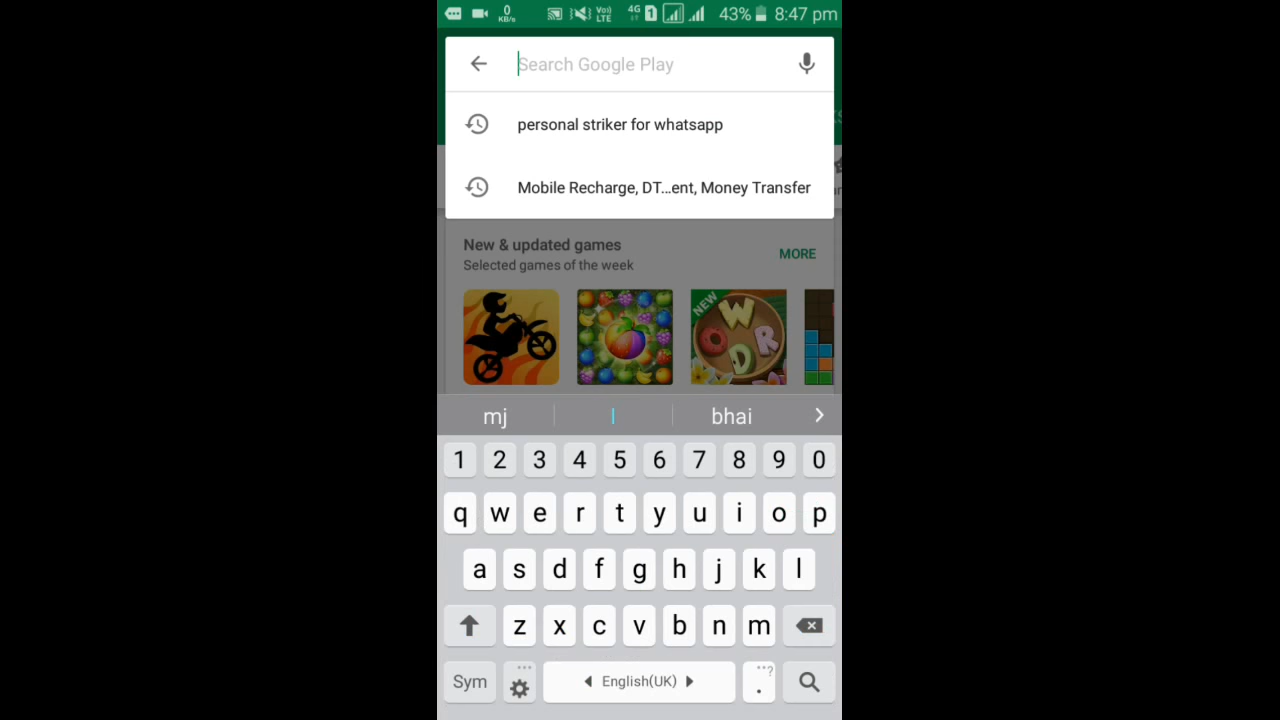 0
KB/s
Vo))
LTE
4G
1
43%
8:47 pm
Search Google Play
personal striker for whatsapp
Mobile Recharge, DT...ent, Money Transfer
New & updated games
MORE
Selected games of the week
NEW
W
O
R
D
mj
I
bhai
1 2 3 4 5 6 7 8 9 0
q w e r t y u i o p
a s d f g h j k l
z x c v b n m
Sym
English(UK)
. ?